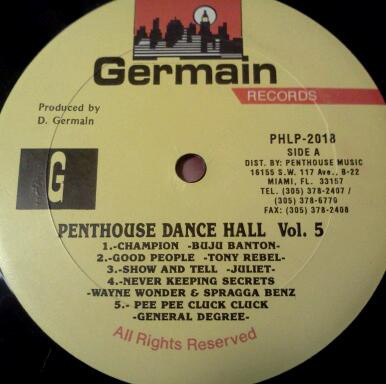 Germain
RECORDS
Produced by
D. Germain
PHLP-2018
SIDE A
DIST. BY: PENTHOUSE MUSIC
16155 S.W. 117 Ave., B-22
MIAMI, FL. 33157
TEL. (305) 378-2407 /
(305) 378-6770
FAX: (305) 378-2408
G
PENTHOUSE DANCE HALL Vol. 5
1.-CHAMPION -BUJU BANTON-
2.-GOOD PEOPLE -TONY REBEL-
3.-SHOW AND TELL -JULIET-
4.-NEVER KEEPING SECRETS
-WAYNE WONDER & SPRAGGA BENZ
5.- PEE PEE CLUCK CLUCK
-GENERAL DEGREE-
All Rights Reserved